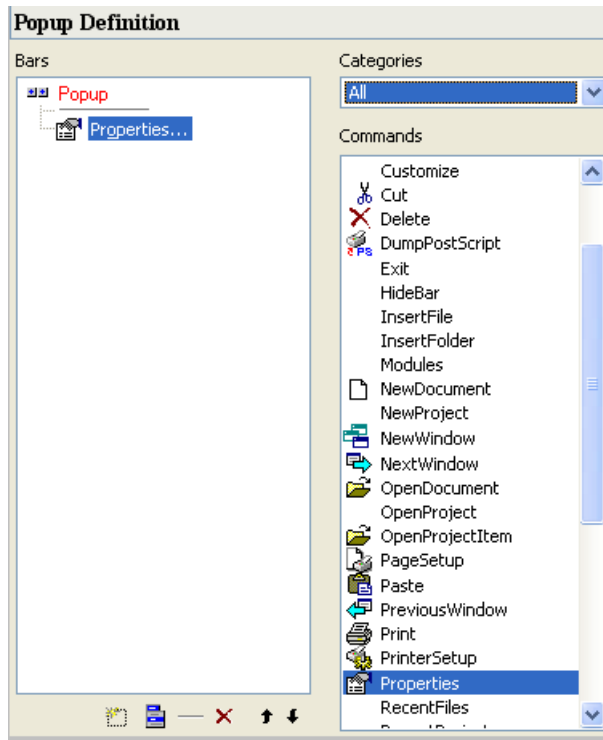 Popup Definition
Bars
Popup
Properties...
Categories
All
Commands
Customize
Cut
Delete
DumpPostScript
Exit
HideBar
InsertFile
InsertFolder
Modules
NewDocument
NewProject
NewWindow
NextWindow
OpenDocument
OpenProject
OpenProjectItem
PageSetup
Paste
PreviousWindow
Print
PrinterSetup
Properties
RecentFiles